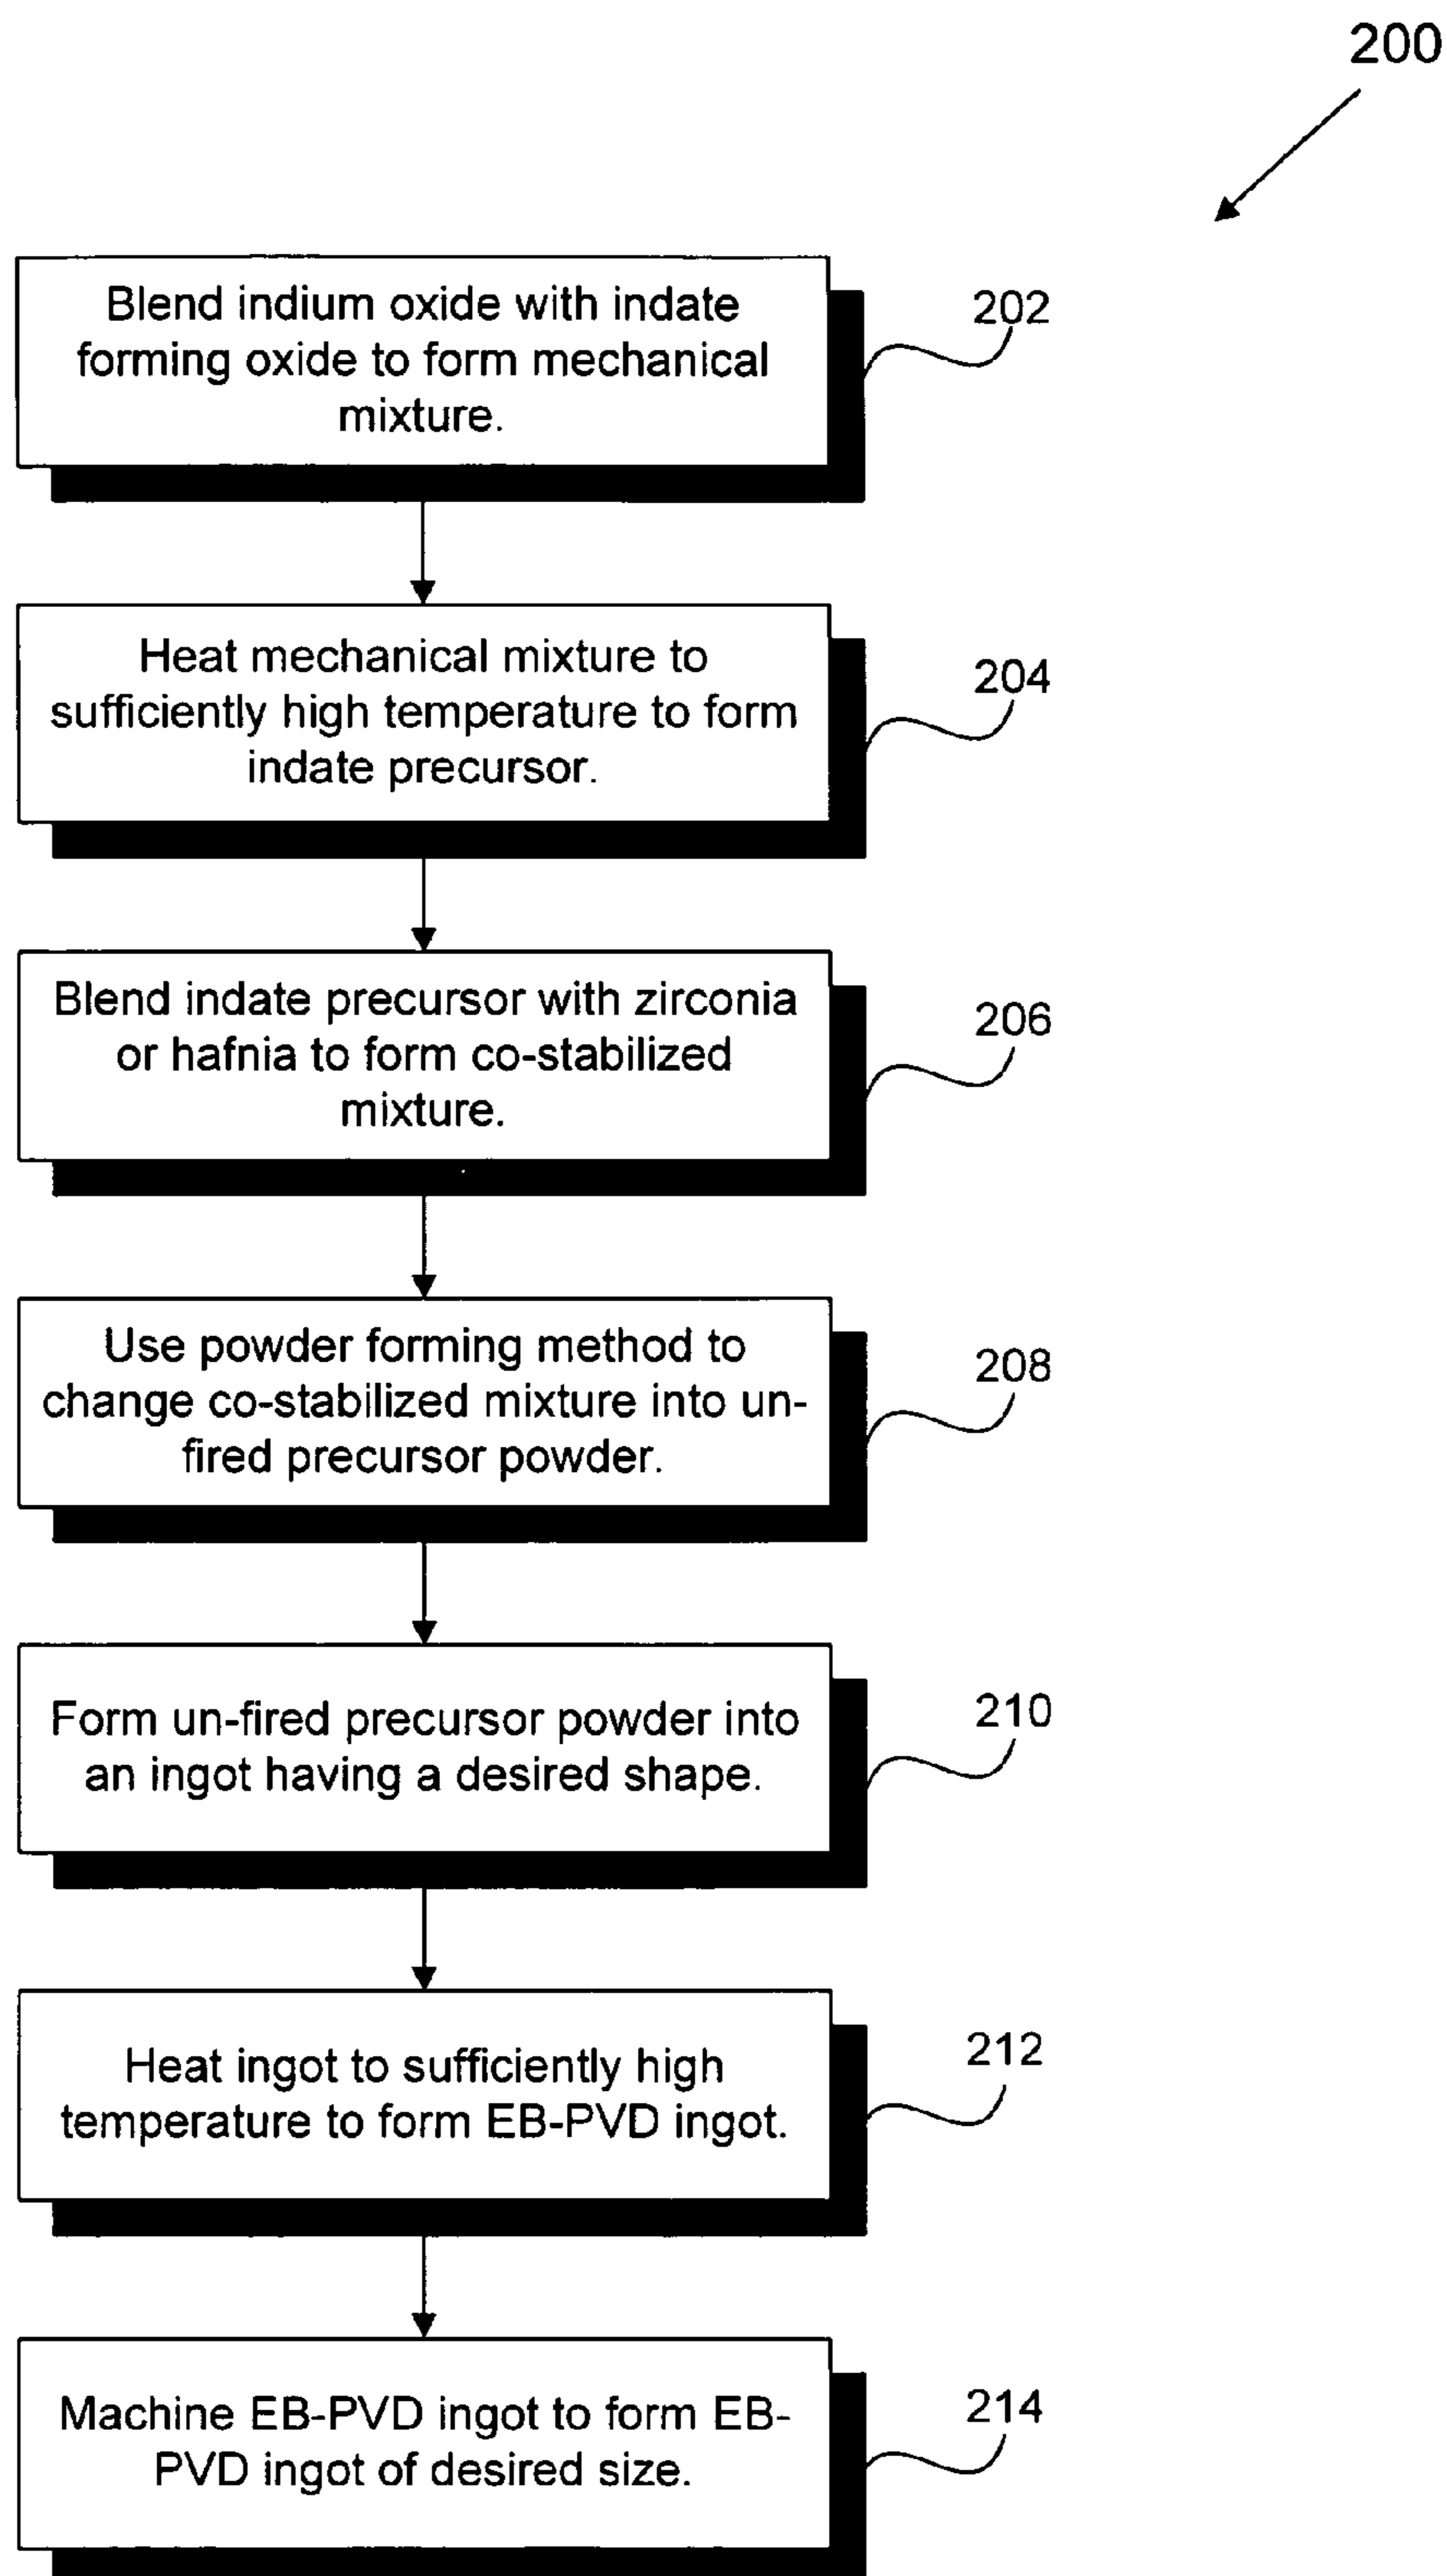 200
Blend indium oxide with indate
forming oxide to form mechanical
mixture.
202
Heat mechanical mixture to
sufficiently high temperature to form
indate precursor.
204
Blend indate precursor with zirconia
or hafnia to form co-stabilized
mixture.
206
Use powder forming method to
change co-stabilized mixture into un-
fired precursor powder.
208
Form un-fired precursor powder into
an ingot having a desired shape.
210
Heat ingot to sufficiently high
temperature to form EB-PVD ingot.
212
Machine EB-PVD ingot to form EB-
PVD ingot of desired size.
214